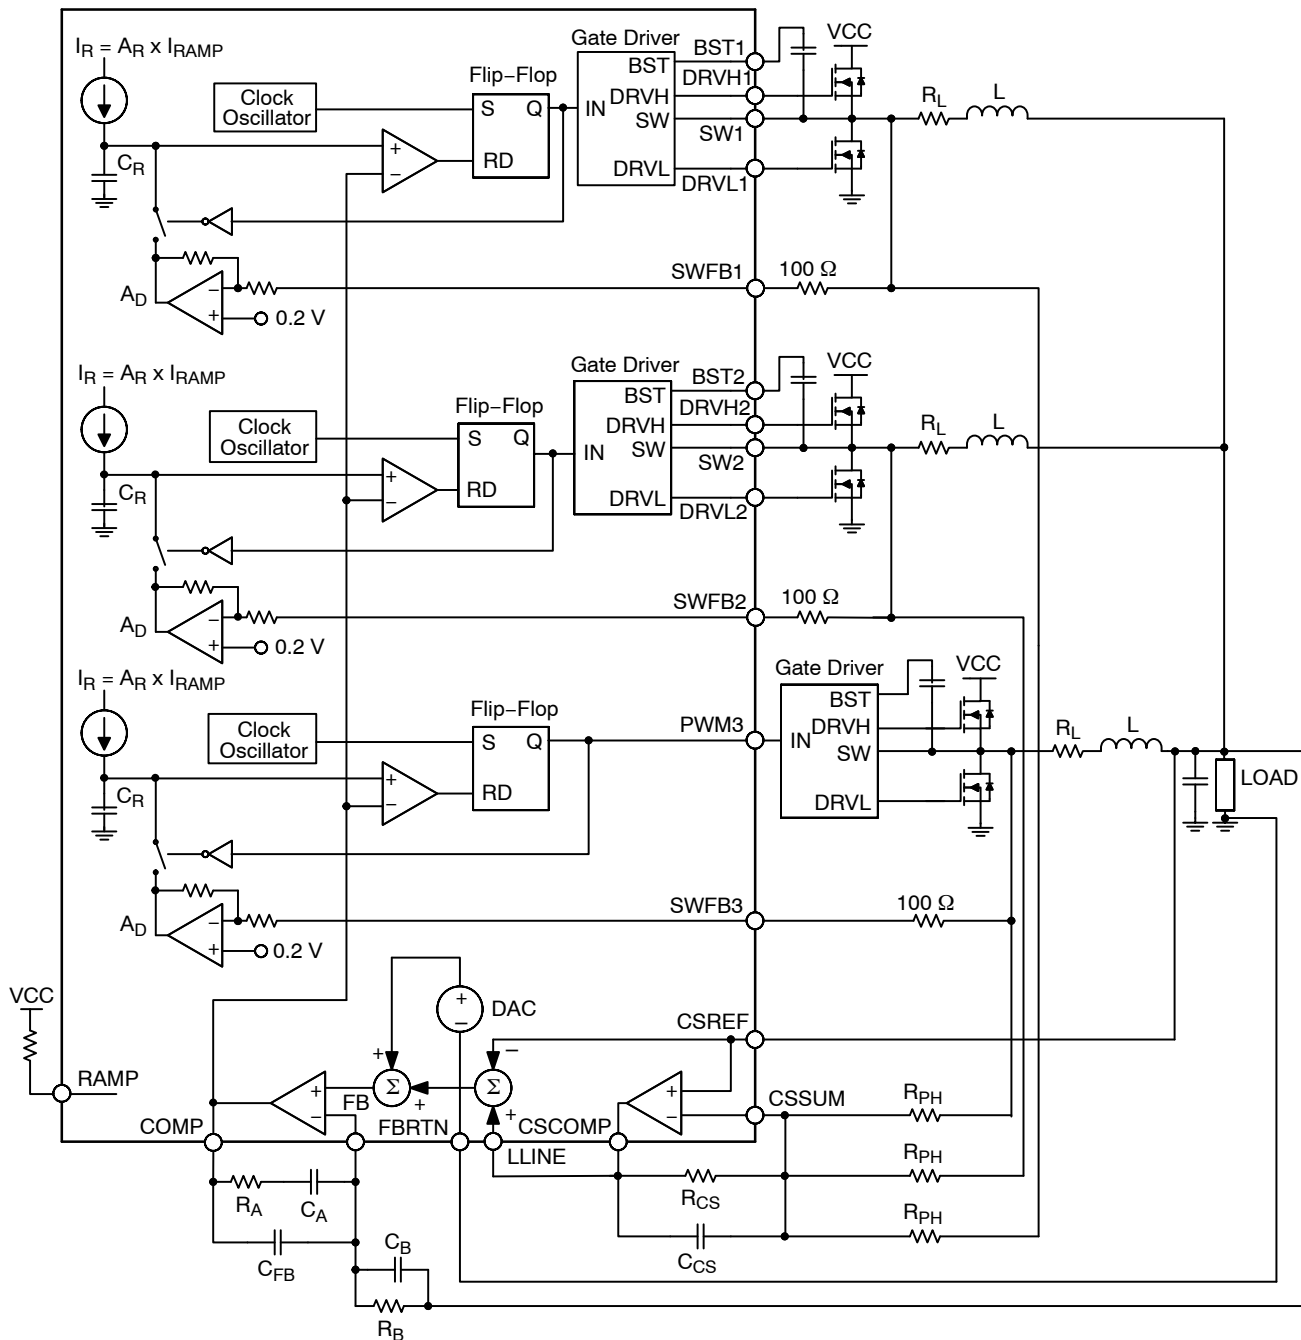 I_R = A_R x I_RAMP
C_R
Clock
Oscillator
Flip–Flop
S Q
RD
+
–
Gate Driver
IN
BST
DRVH
SW
DRVL
BST1
DRVH1
SW1
DRVL1
VCC
R_L L
A_D
–
+
0.2 V
SWFB1
100 Ω
I_R = A_R x I_RAMP
C_R
Clock
Oscillator
Flip–Flop
S Q
RD
+
–
Gate Driver
IN
BST
DRVH
SW
DRVL
BST2
DRVH2
SW2
DRVL2
VCC
R_L L
A_D
–
+
0.2 V
SWFB2
100 Ω
I_R = A_R x I_RAMP
C_R
Clock
Oscillator
Flip–Flop
S Q
RD
+
–
PWM3
Gate Driver
IN
BST
DRVH
SW
DRVL
VCC
R_L L
LOAD
A_D
–
+
0.2 V
SWFB3
100 Ω
VCC
RAMP
+
–
DAC
CSREF
+
–
Σ
Σ
+
+
+
–
FB
+
–
CSSUM
R_PH
COMP
FBRTN
CSCOMP
LLINE
R_PH
R_A C_A
R_CS
R_PH
C_FB
C_B
C_CS
R_B